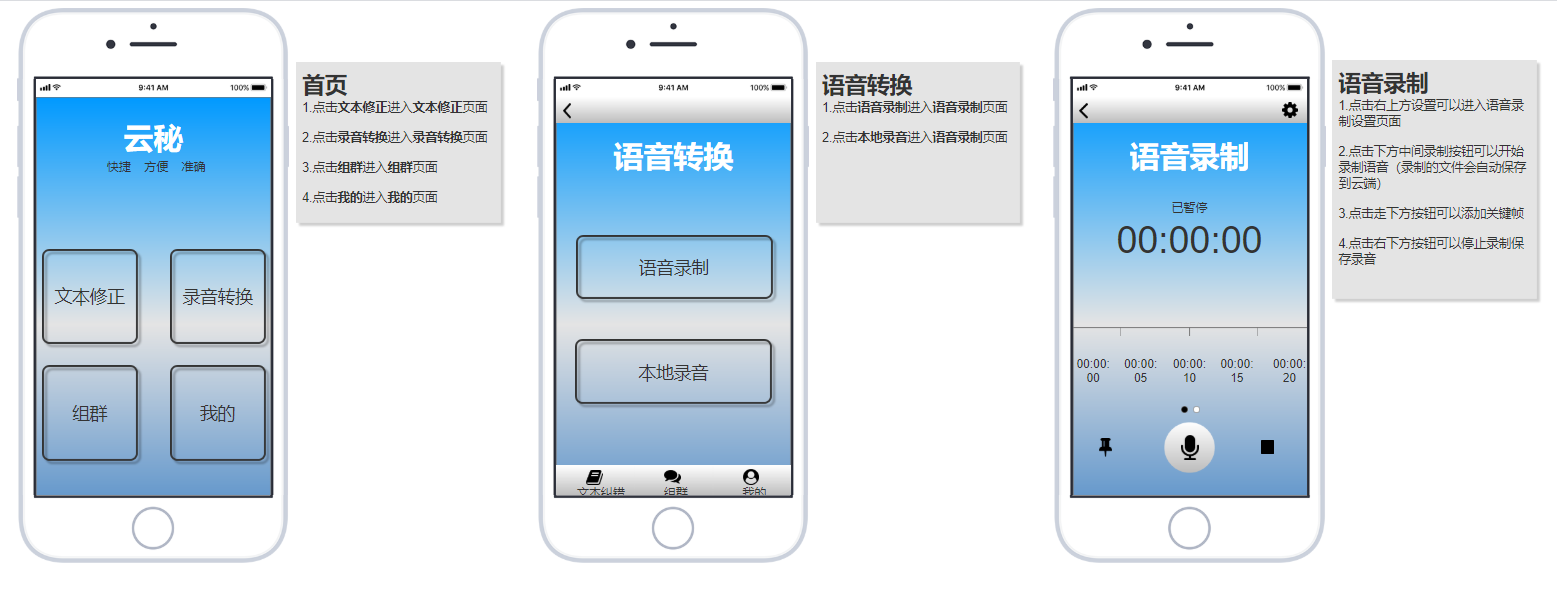 9:41 AM
100%
云秘
快捷 方便 准确
文本修正
录音转换
组群
我的
首页
1.点击文本修正进入文本修正页面
2.点击录音转换进入录音转换页面
3.点击组群进入组群页面
4.点击我的进入我的页面
9:41 AM
100%
语音转换
语音录制
本地录音
文本纠错
组群
我的
语音转换
1.点击语音录制进入语音录制页面
2.点击本地录音进入语音录制页面
9:41 AM
100%
语音录制
已暂停
00:00:00
00:00:
00
00:00:
05
00:00:
10
00:00:
15
00:00:
20
语音录制
1.点击右上方设置可以进入语音录
制设置页面
2.点击下方中间录制按钮可以开始
录制语音（录制的文件会自动保存
到云端）
3.点击走下方按钮可以添加关键帧
4.点击右下方按钮可以停止录制保
存录音